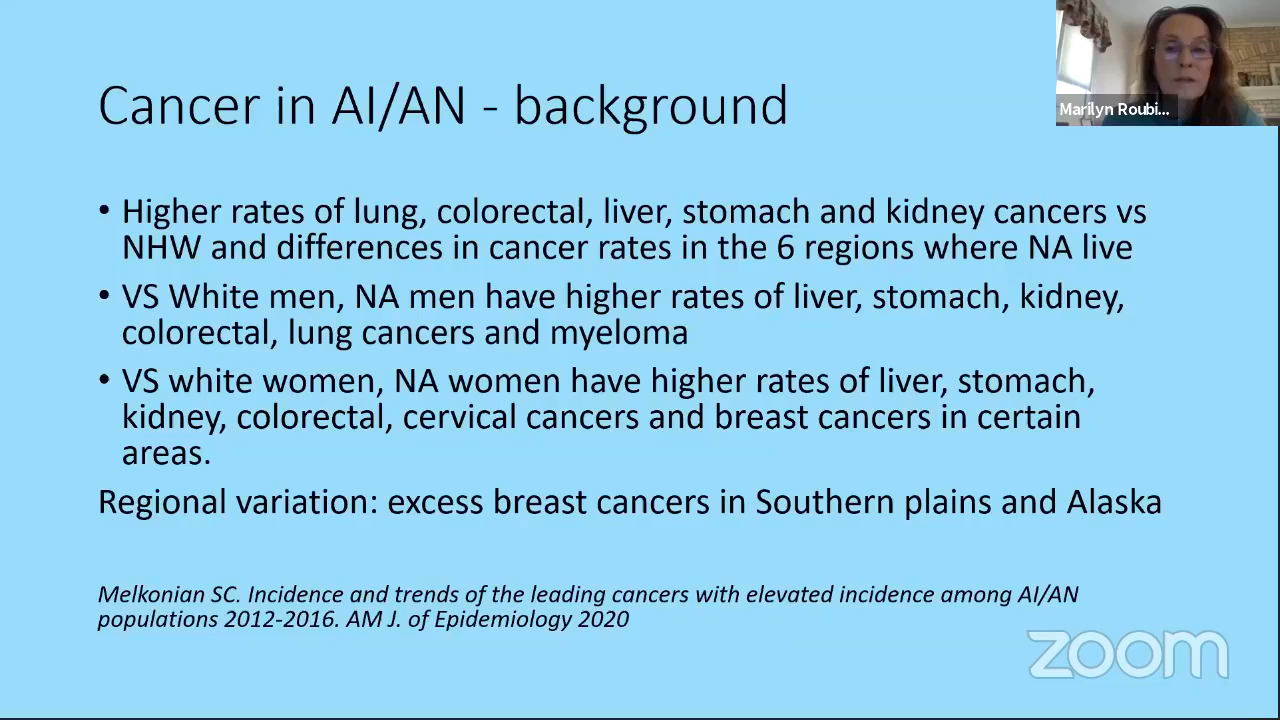 Cancer in AI/AN - background
Marilyn Roubi...
• Higher rates of lung, colorectal, liver, stomach and kidney cancers vs
NHW and differences in cancer rates in the 6 regions where NA live
• VS White men, NA men have higher rates of liver, stomach, kidney,
colorectal, lung cancers and myeloma
• VS white women, NA women have higher rates of liver, stomach,
kidney, colorectal, cervical cancers and breast cancers in certain
areas.
Regional variation: excess breast cancers in Southern plains and Alaska
Melkonian SC. Incidence and trends of the leading cancers with elevated incidence among AI/AN
populations 2012-2016. AM J. of Epidemiology 2020
zoom